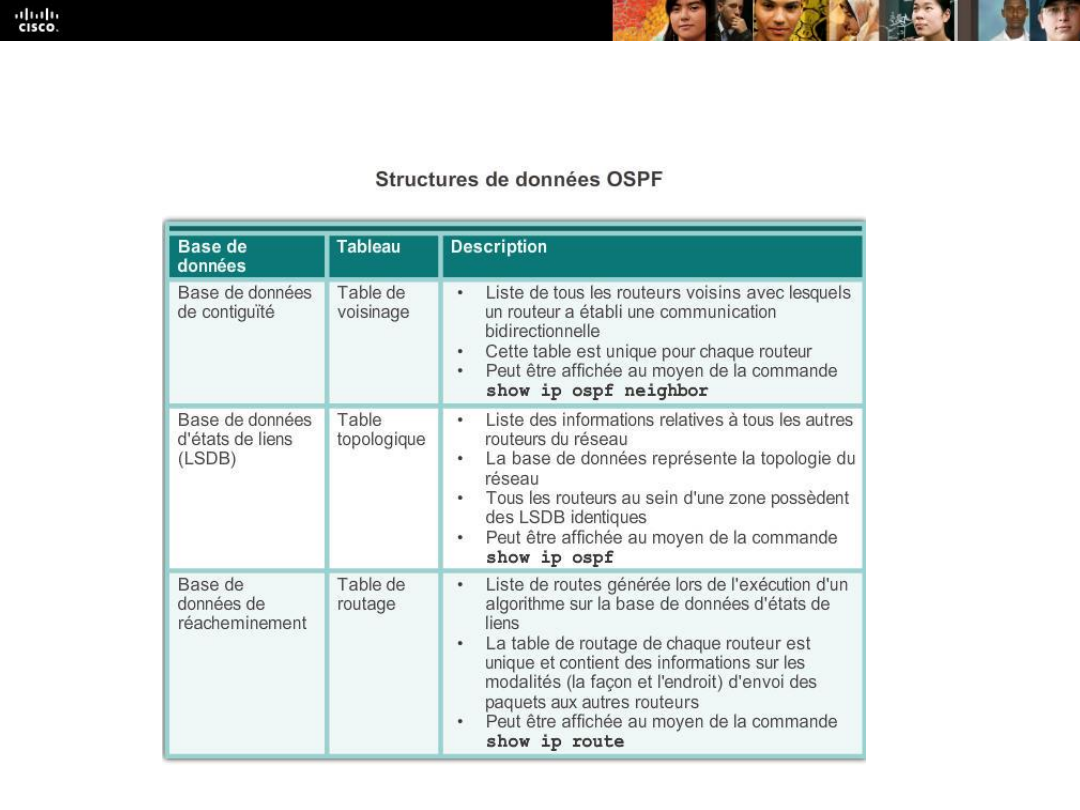 CISCO.
Structures de données OSPF
Base de
données
Tableau
Description
Base de données
de contiguïté
Table de
voisinage
• Liste de tous les routeurs voisins avec lesquels
un routeur a établi une communication
bidirectionnelle
• Cette table est unique pour chaque routeur
• Peut être affichée au moyen de la commande
show ip ospf neighbor
Base de données
d'états de liens
(LSDB)
Table
topologique
• Liste des informations relatives à tous les autres
routeurs du réseau
• La base de données représente la topologie du
réseau
• Tous les routeurs au sein d'une zone possèdent
des LSDB identiques
• Peut être affichée au moyen de la commande
show ip ospf
Base de
données de
réacheminement
Table de
routage
• Liste de routes générée lors de l'exécution d'un
algorithme sur la base de données d'états de
liens
• La table de routage de chaque routeur est
unique et contient des informations sur les
modalités (la façon et l'endroit) d'envoi des
paquets aux autres routeurs
• Peut être affichée au moyen de la commande
show ip route